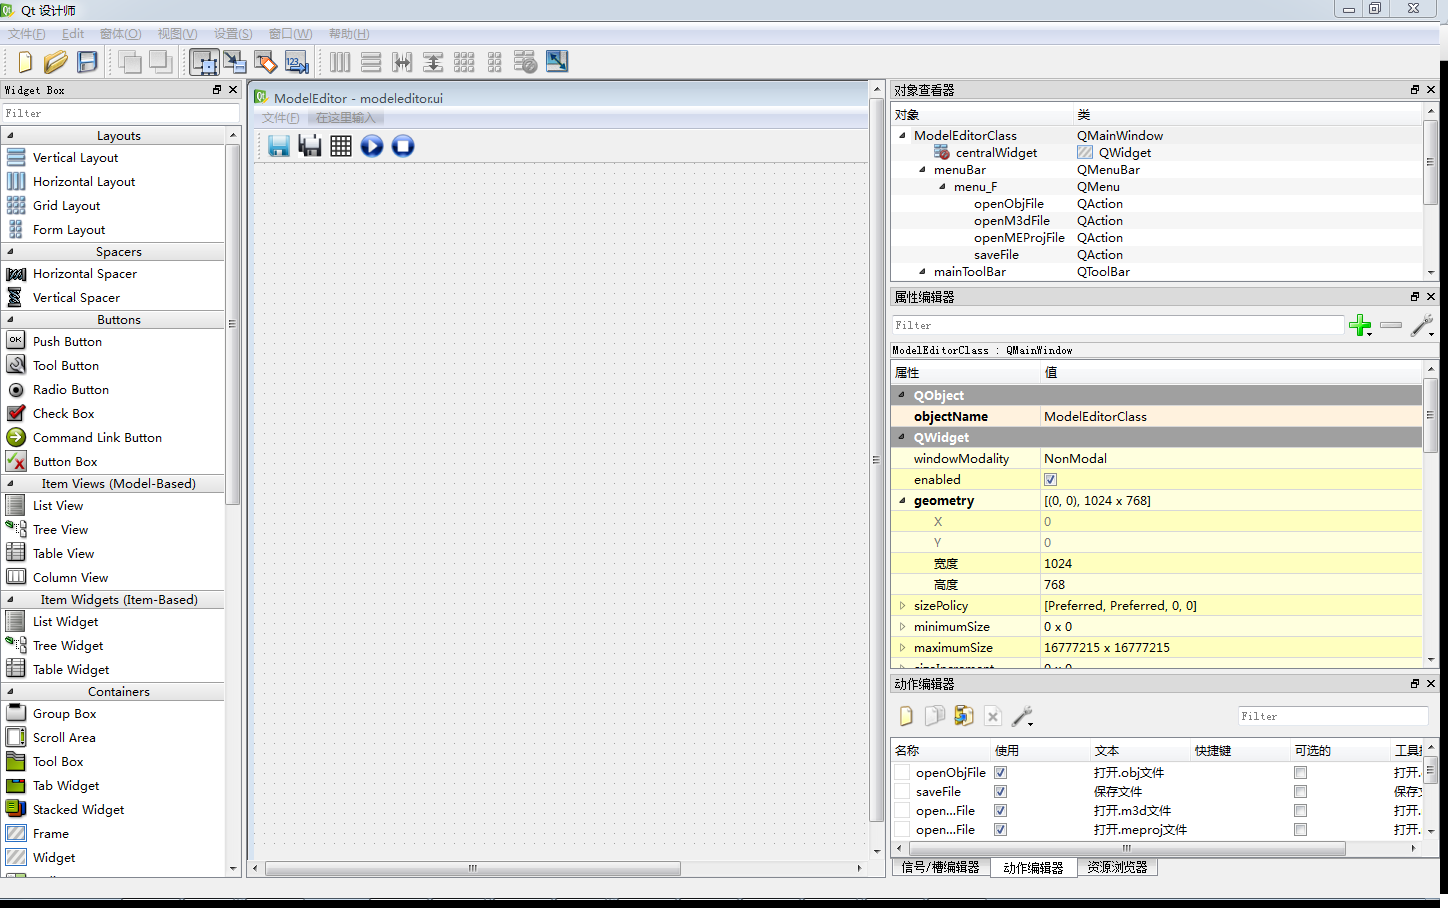 Qt 设计师
文件(F) Edit 窗体(O) 视图(V) 设置(S) 窗口(W) 帮助(H)
Widget Box
Filter
Layouts
Vertical Layout
Horizontal Layout
Grid Layout
Form Layout
Spacers
Horizontal Spacer
Vertical Spacer
Buttons
OK Push Button
Tool Button
Radio Button
Check Box
Command Link Button
Button Box
Item Views (Model-Based)
List View
Tree View
Table View
Column View
Item Widgets (Item-Based)
List Widget
Tree Widget
Table Widget
Containers
Group Box
Scroll Area
Tool Box
Tab Widget
Stacked Widget
Frame
Widget
ModelEditor - modeleditor.ui
文件(F) 在这里输入
对象查看器
对象 类
ModelEditorClass QMainWindow
centralWidget QWidget
menuBar QMenuBar
menu_F QMenu
openObjFile QAction
openM3dFile QAction
openMEProjFile QAction
saveFile QAction
mainToolBar QToolBar
属性编辑器
Filter
ModelEditorClass : QMainWindow
属性 值
QObject
objectName ModelEditorClass
QWidget
windowModality NonModal
enabled
geometry [(0, 0), 1024 x 768]
X 0
Y 0
宽度 1024
高度 768
sizePolicy [Preferred, Preferred, 0, 0]
minimumSize 0 x 0
maximumSize 16777215 x 16777215
sizeIncrement 0 x 0
动作编辑器
Filter
名称 使用 文本 快捷键 可选的 工具
openObjFile 打开.obj文件 打开.
saveFile 保存文件 保存
open...File 打开.m3d文件 打开.
open...File 打开.meproj文件 打开.
信号/槽编辑器 动作编辑器 资源浏览器